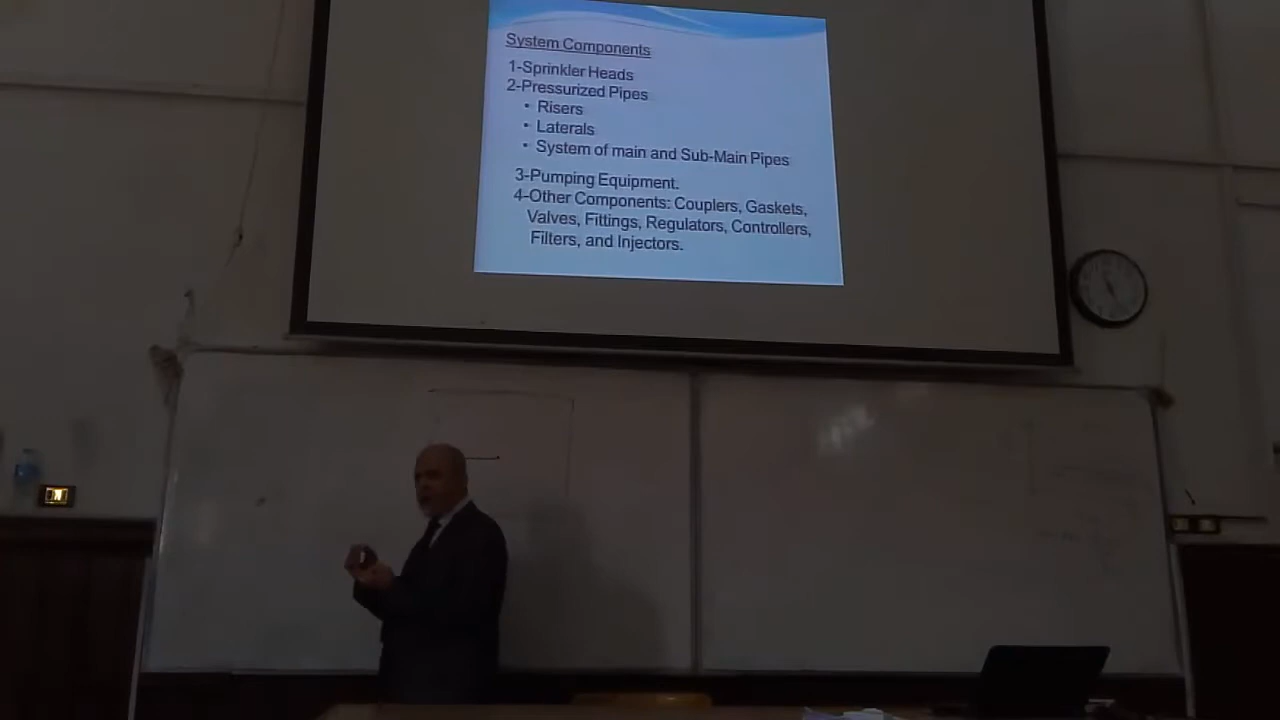 System Components
1-Sprinkler Heads
2-Pressurized Pipes
• Risers
• Laterals
• System of main and Sub-Main Pipes
3-Pumping Equipment.
4-Other Components: Couplers, Gaskets,
Valves, Fittings, Regulators, Controllers,
Filters, and Injectors.